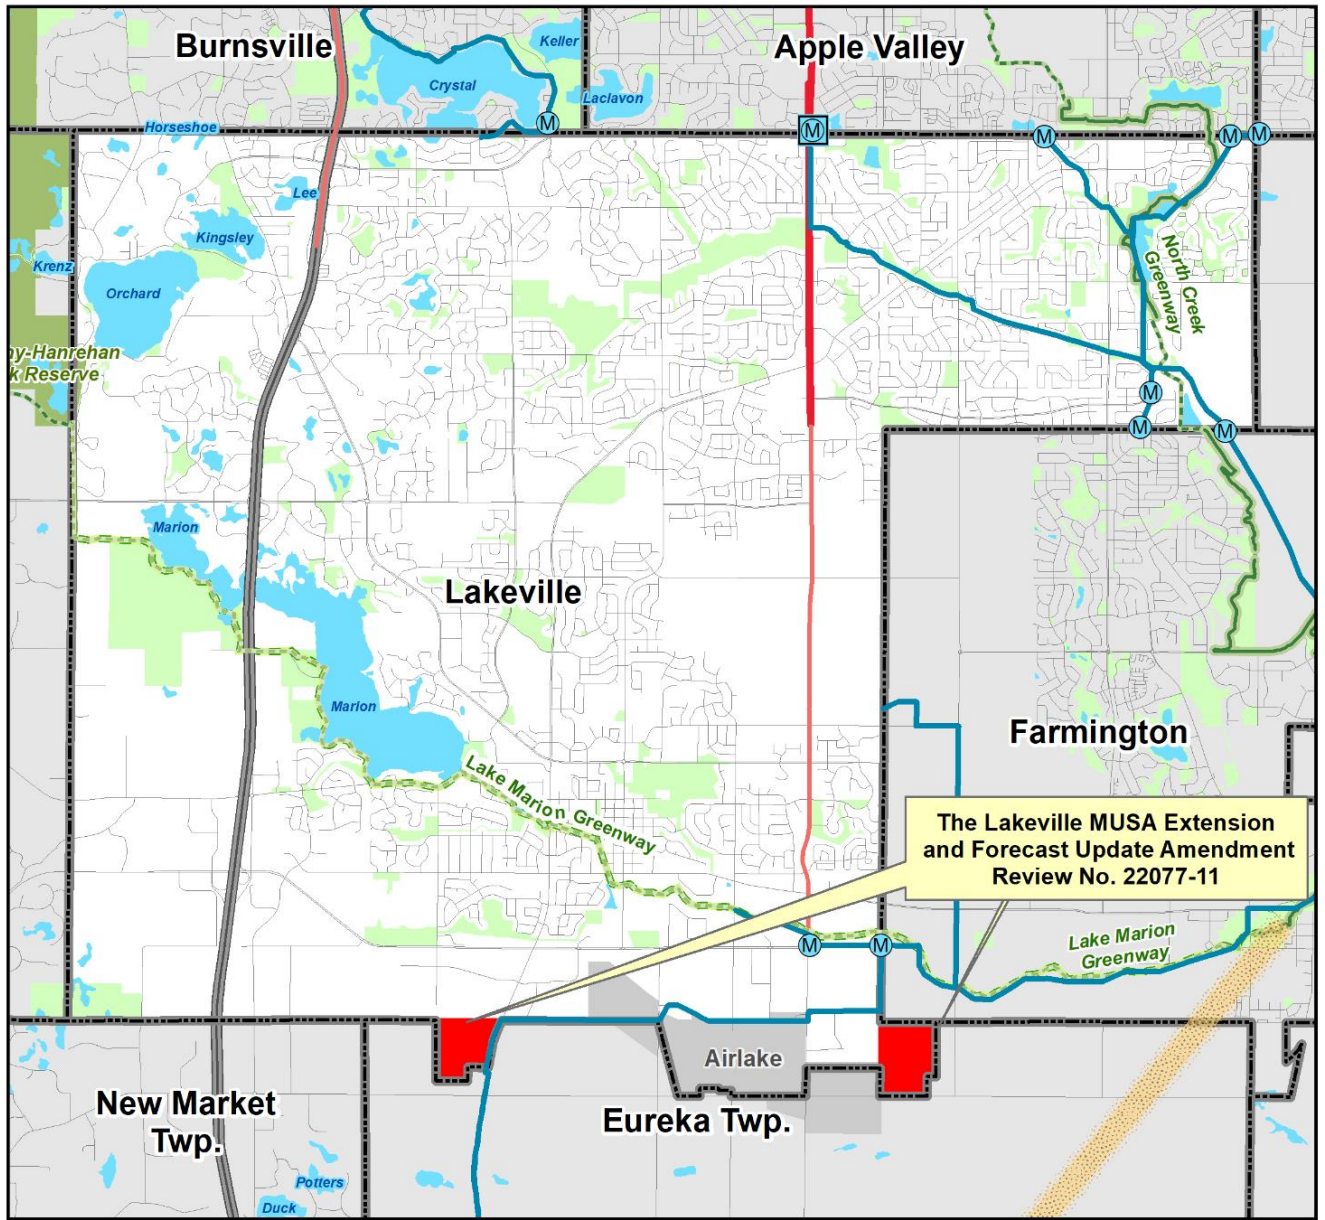 Burnsville
Apple Valley
Keller
Crystal
Laclavon
M
M
M
M
M
Horseshoe
Lee
Kingsley
Krenz
Orchard
North Creek
Greenway
ny-Hanrehan
k Reserve
M
M
M
Marion
Lakeville
Marion
Farmington
Lake Marion Greenway
The Lakeville MUSA Extension
and Forecast Update Amendment
Review No. 22077-11
M
M
Lake Marion
Greenway
Airlake
New Market
Twp.
Eureka Twp.
Potters
Duck